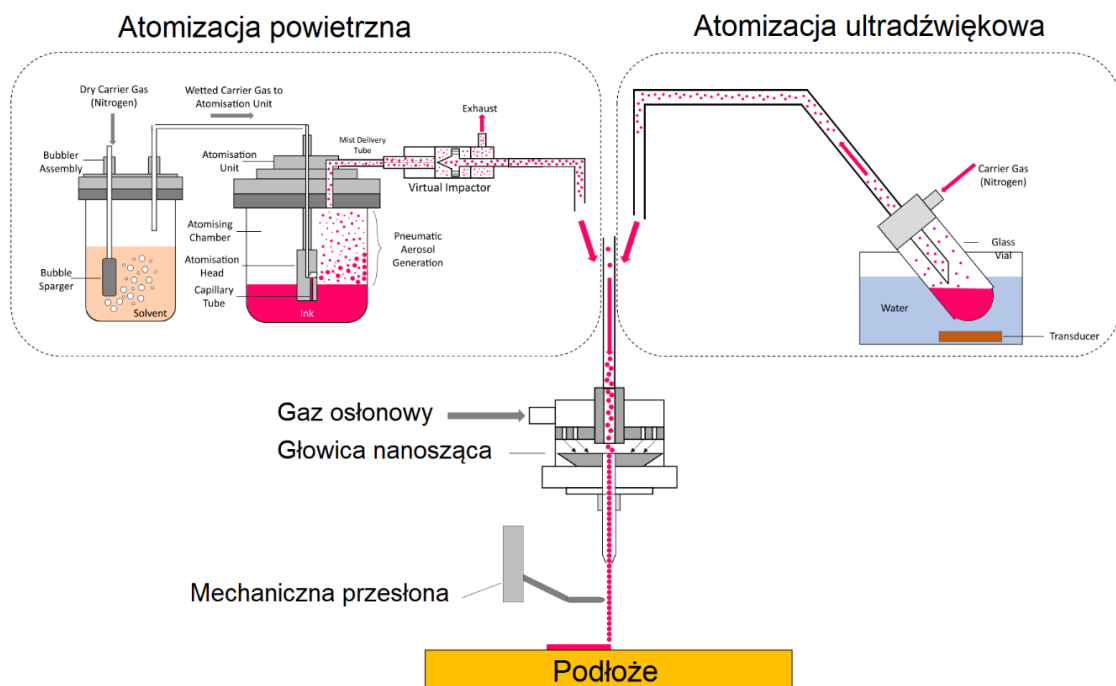 Atomizacja powietrzna
Atomizacja ultradźwiękowa
Dry Carrier Gas
(Nitrogen)
Wetted Carrier Gas to
Atomisation Unit
Exhaust
Bubbler
Assembly
Atomisation
Unit
Mist Delivery
Tube
Virtual Impactor
Atomising
Chamber
Pneumatic
Aerosol
Generation
Atomisation
Head
Bubble
Sparger
Capillary
Tube
Solvent
Ink
Carrier Gas
(Nitrogen)
Glass
Vial
Water
Transducer
Gaz osłonowy
Głowica nanosząca
Mechaniczna przesłona
Podłoże